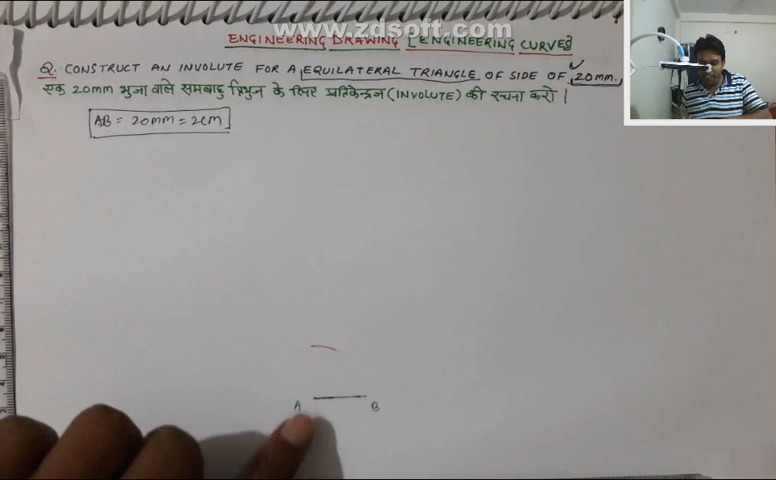 www.zdsoft.com
ENGINEERING DRAWING [ENGINEERING CURVES]
Q. CONSTRUCT AN INVOLUTE FOR A EQUILATERAL TRIANGLE OF SIDE OF 20mm.
एक 20mm भुजा वाले समबाहु त्रिभुज के लिए प्रतिकेन्द्रज (INVOLUTE) की रचना करो ।
AB = 20mm = 2cm
A B